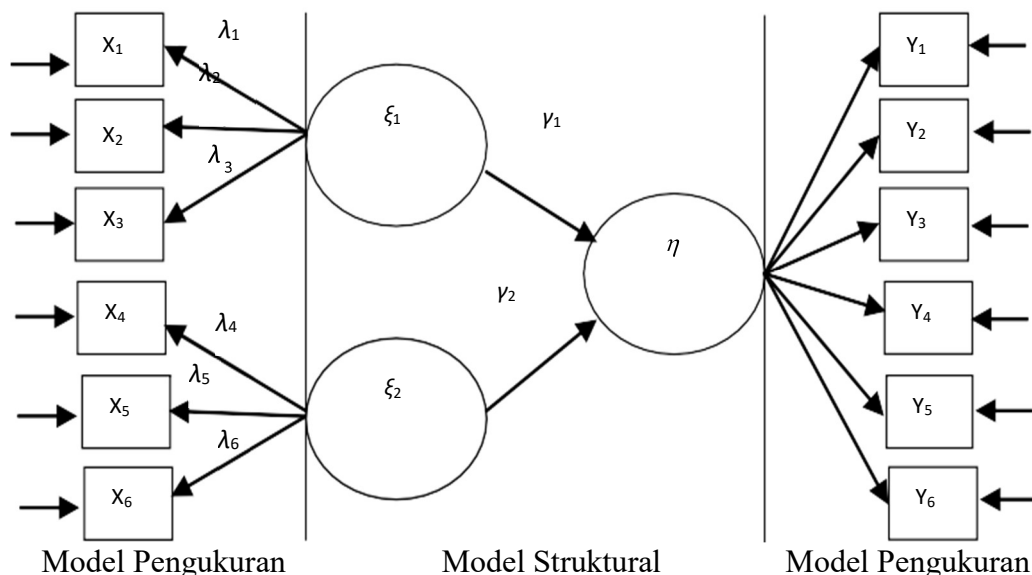 X1
λ1
λ2
X2
λ 3
X3
ξ1
γ1
X4
λ4
λ5
X5
λ6
X6
ξ2
γ2
η
Y1
Y2
Y3
Y4
Y5
Y6
Model Pengukuran
Model Struktural
Model Pengukuran